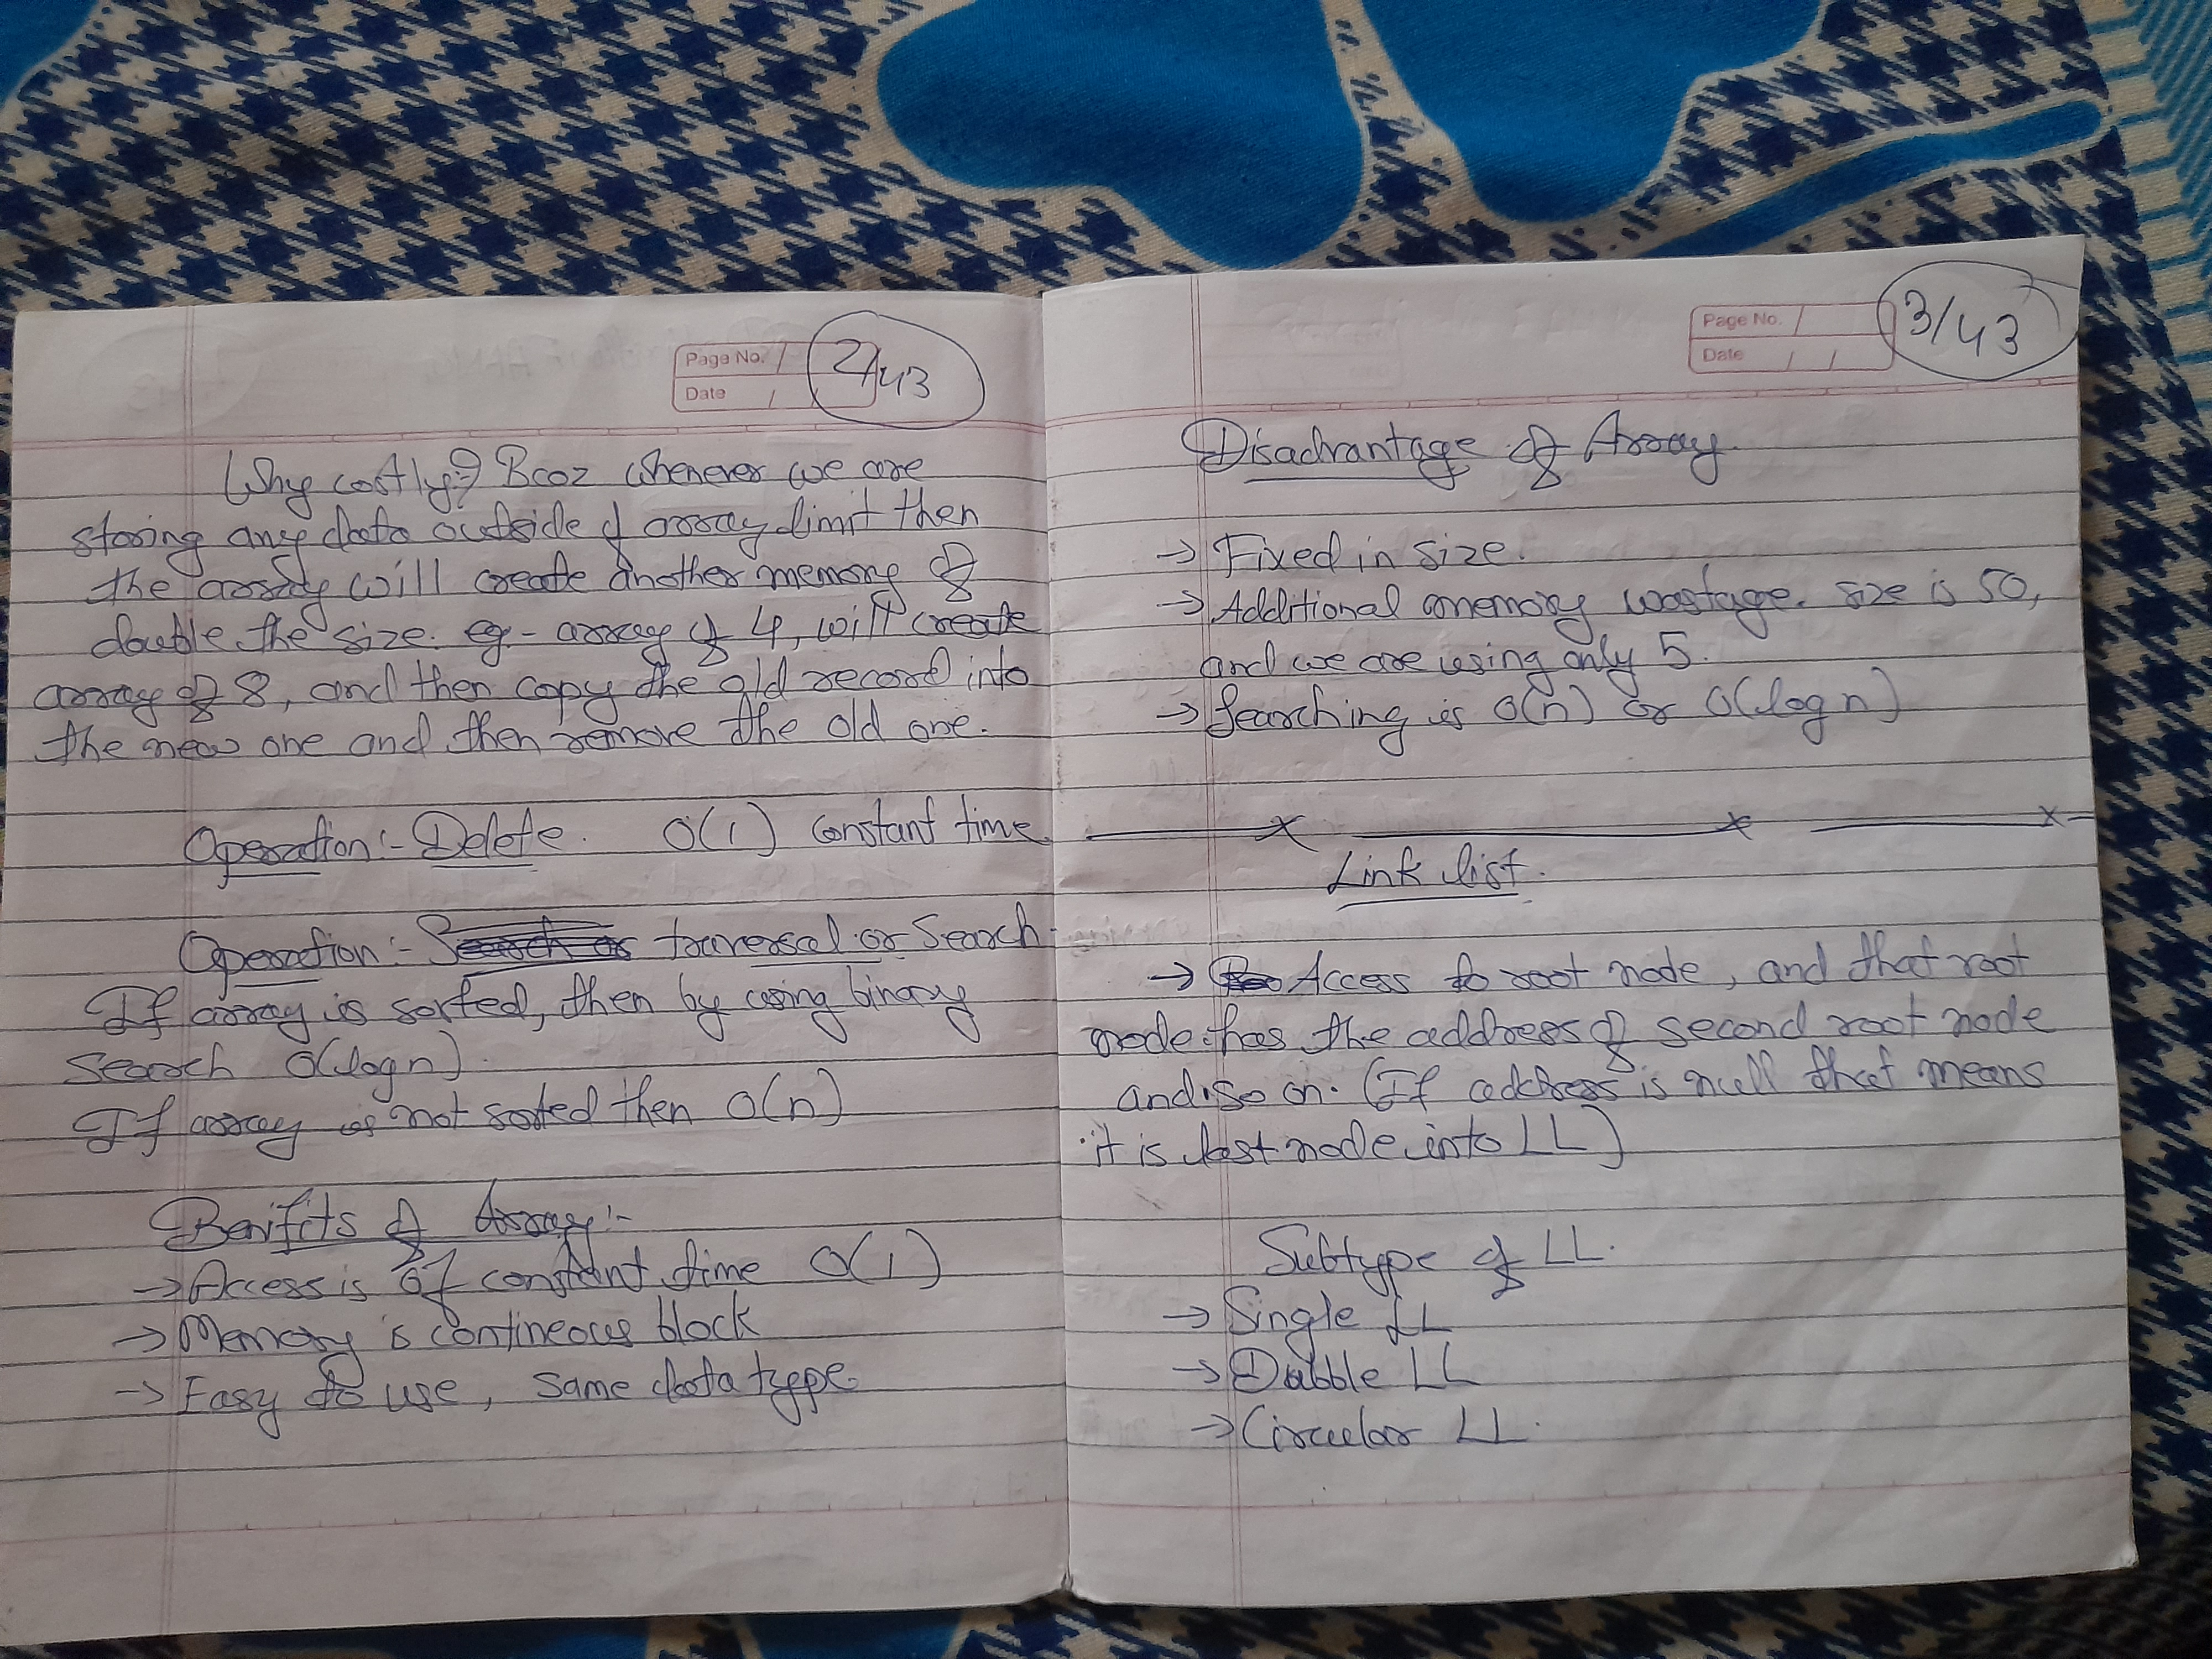 Page No. /
Date / /
2/43
Why costly? Bcoz whenever we are
storing any data outside of array limit then
the array will create another memory of
double the size. eg- array of 4, will create
array of 8, and then copy the old record into
the new one and then remove the old one.
Operation:- Delete. O(1) constant time
Operation:- Search or traversal or Search
If array is sorted, then by using binary
search O(log n)
If array is not sorted then O(n)
Benifits of Array:-
→ Access is of constant time O(1)
→ Memory is contineous block
→ Easy to use, same data type
Page No. /
Date / /
3/43
Disadvantage of Array.
→ Fixed in size.
→ Additional memory wastage. size is 50,
and we are using only 5.
→ Searching is O(n) or O(log n)
Link list.
→ Access to root node, and that root
node has the address of second root node
and so on. (If address is null that means
it is last node into LL)
Subtype of LL.
→ Single LL
→ Dubble LL
→ Circular LL.